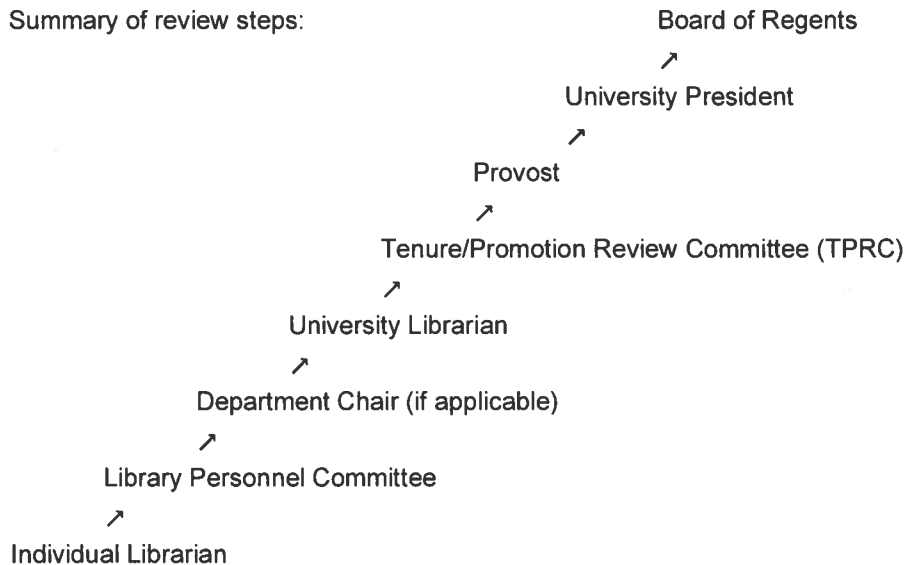 Summary of review steps:
Board of Regents
↗
University President
↗
Provost
↗
Tenure/Promotion Review Committee (TPRC)
↗
University Librarian
↗
Department Chair (if applicable)
↗
Library Personnel Committee
↗
Individual Librarian